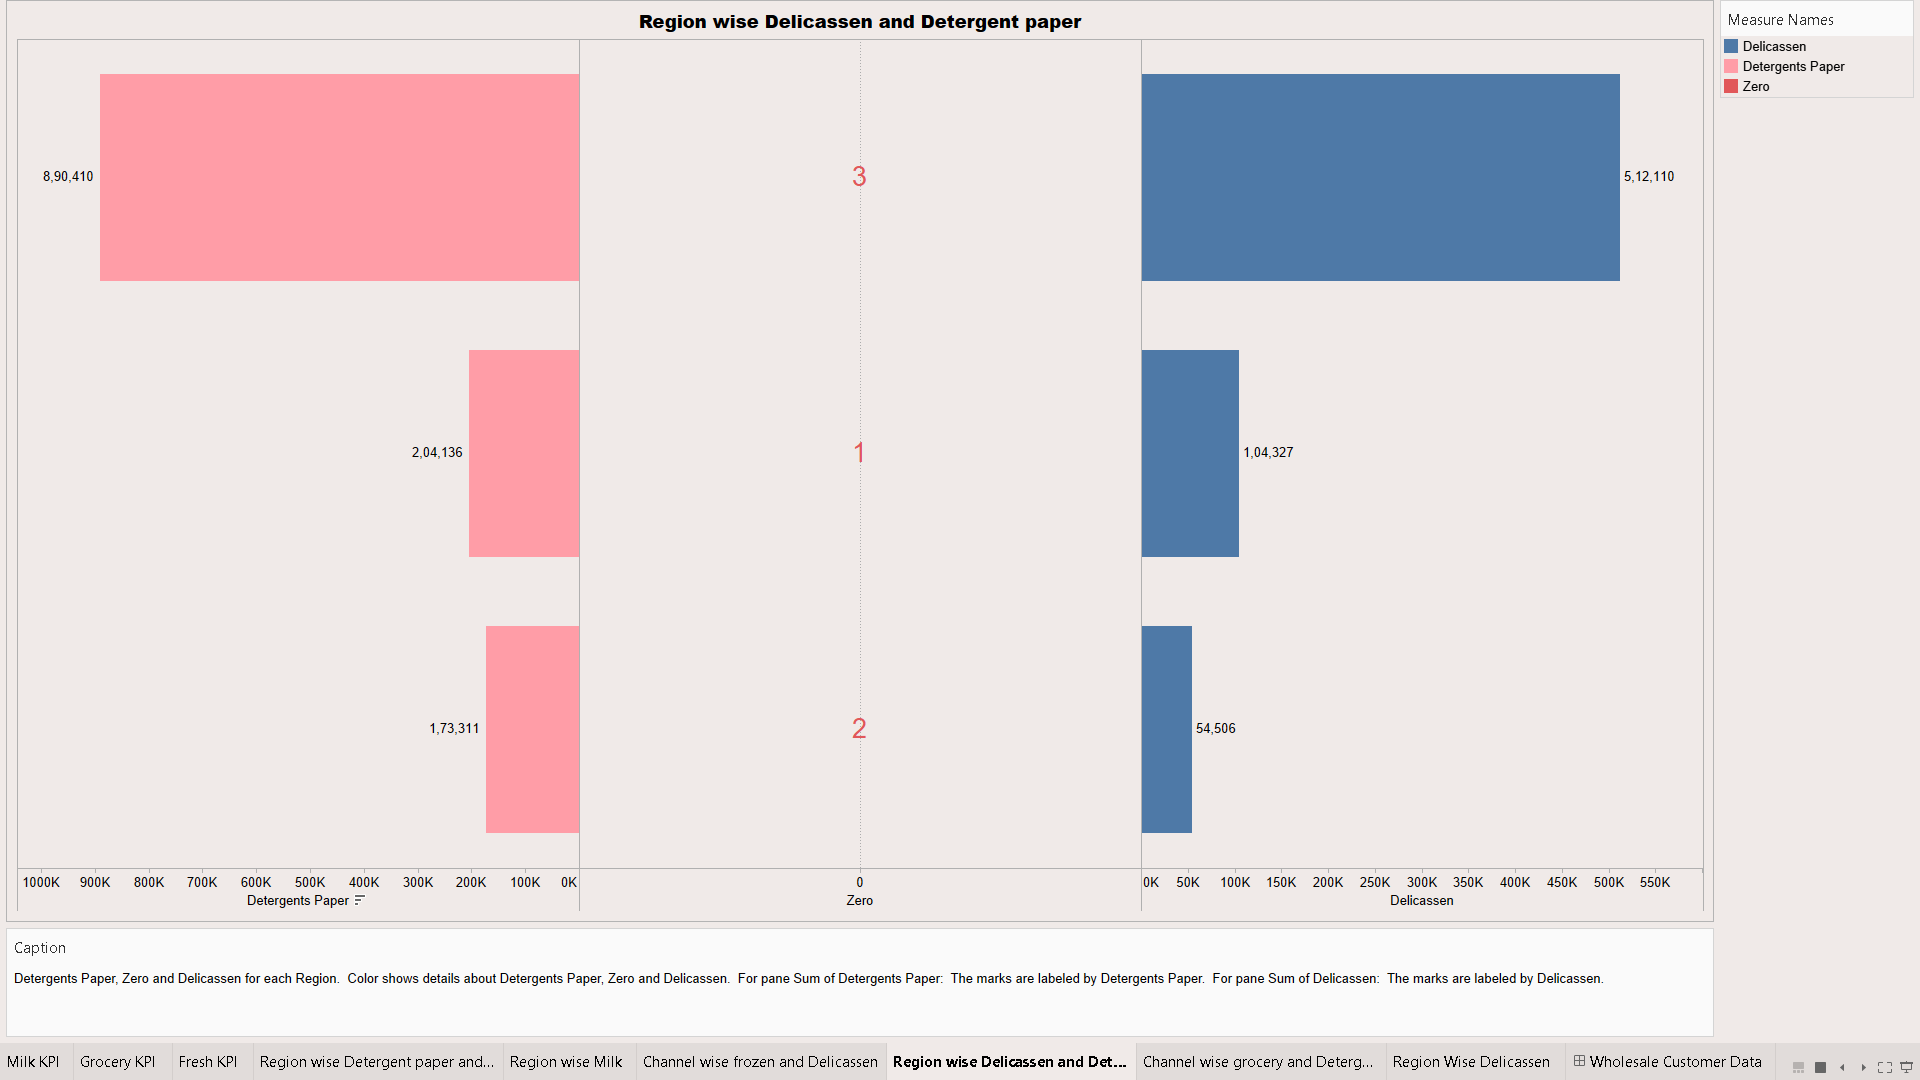 Region wise Delicassen and Detergent paper
Measure Names
Delicassen
Detergents Paper
Zero
8,90,410
3
5,12,110
2,04,136
1
1,04,327
1,73,311
2
54,506
1000K 900K 800K 700K 600K 500K 400K 300K 200K 100K 0K
Detergents Paper
0
Zero
0K 50K 100K 150K 200K 250K 300K 350K 400K 450K 500K 550K
Delicassen
Caption
Detergents Paper, Zero and Delicassen for each Region.  Color shows details about Detergents Paper, Zero and Delicassen.  For pane Sum of Detergents Paper:  The marks are labeled by Detergents Paper.  For pane Sum of Delicassen:  The marks are labeled by Delicassen.
Milk KPI Grocery KPI Fresh KPI Region wise Detergent paper and... Region wise Milk Channel wise frozen and Delicassen Region wise Delicassen and Det... Channel wise grocery and Deterg... Region Wise Delicassen Wholesale Customer Data